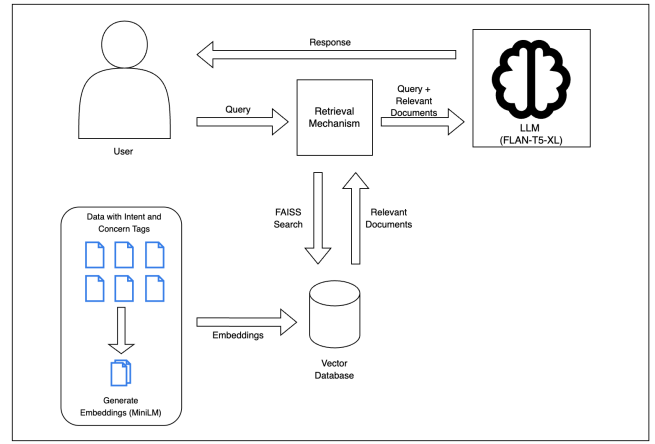 Response
User
Query
Retrieval
Mechanism
Query +
Relevant
Documents
LLM
(FLAN-T5-XL)
FAISS
Search
Relevant
Documents
Data with Intent and
Concern Tags
Generate
Embeddings (MiniLM)
Embeddings
Vector
Database